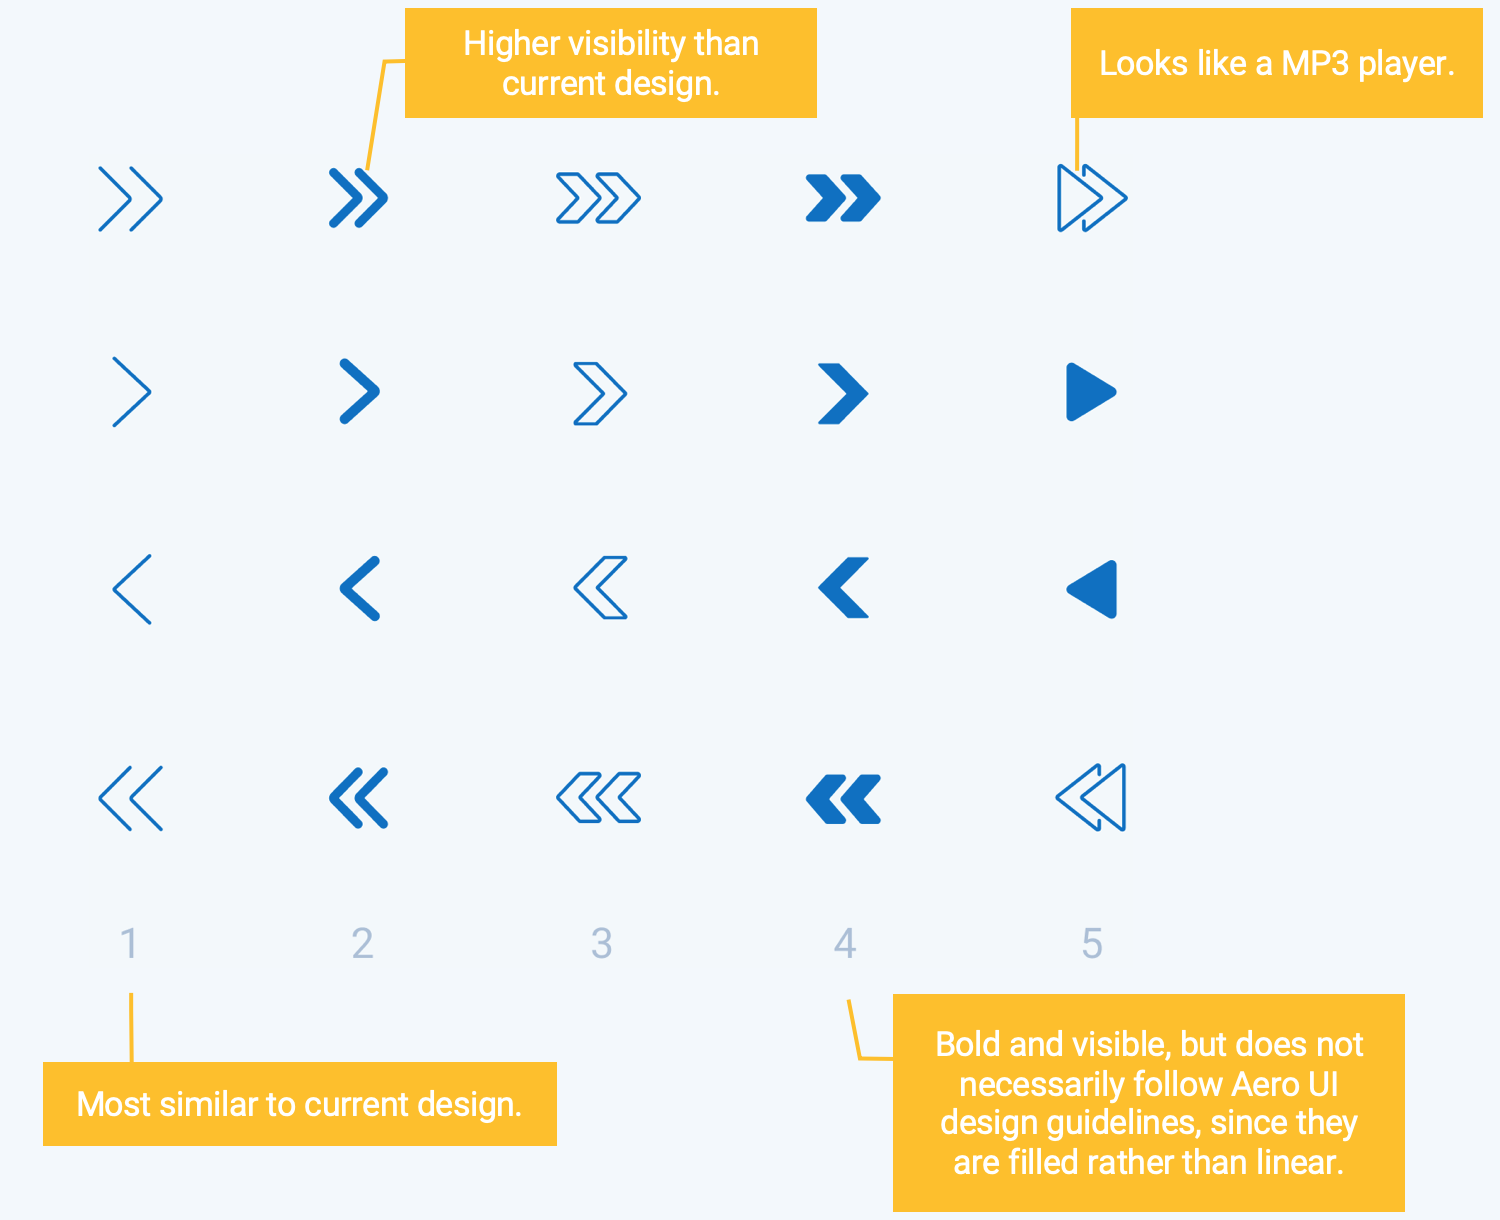 Higher visibility than
current design.
Looks like a MP3 player.
1 2 3 4 5
Most similar to current design.
Bold and visible, but does not
necessarily follow Aero UI
design guidelines, since they
are filled rather than linear.